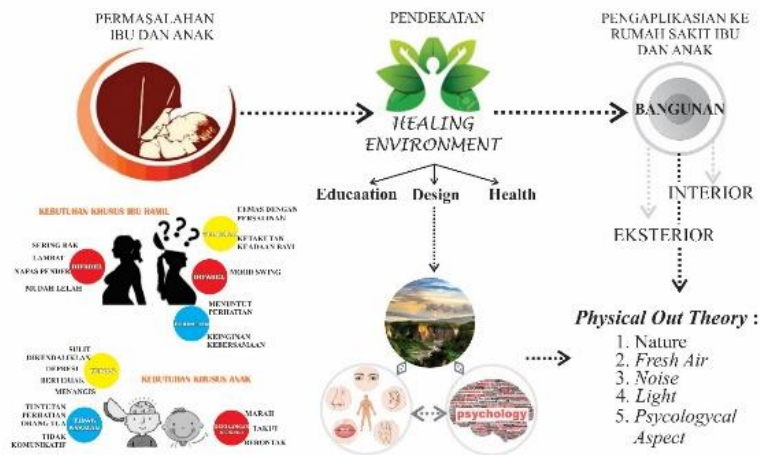 PERMASALAHAN
IBU DAN ANAK
PENDEKATAN
PENGAPLIKASIAN KE
RUMAH SAKIT IBU
DAN ANAK
HEALING
ENVIRONMENT
Educaation
Design
Health
BANGUNAN
INTERIOR
EKSTERIOR
KEBUTUHAN KHUSUS IBU HAMIL
CEMAS DENGAN
PERSALINAN
KETAKUTAN
KEADAAN BAYI
SERING BAK
LAMBAT
NAFAS PENDEK
MUDAH LELAH
MOOD SWING
MENUNTUT
PERHATIAN
KEINGINAN
KEBERSAMAAN
SULIT
DIKENDALIKAN
DEPRESI
BERTERIAK
MENANGIS
KEBUTUHAN KHUSUS ANAK
TUNTUTAN
PERHATIAN
ORANG TUA
TIDAK
KOMUNIKATIF
MARAH
TAKUT
BERONTAK
psychology
Physical Out Theory :
1. Nature
2. Fresh Air
3. Noise
4. Light
5. Psycologycal
Aspect